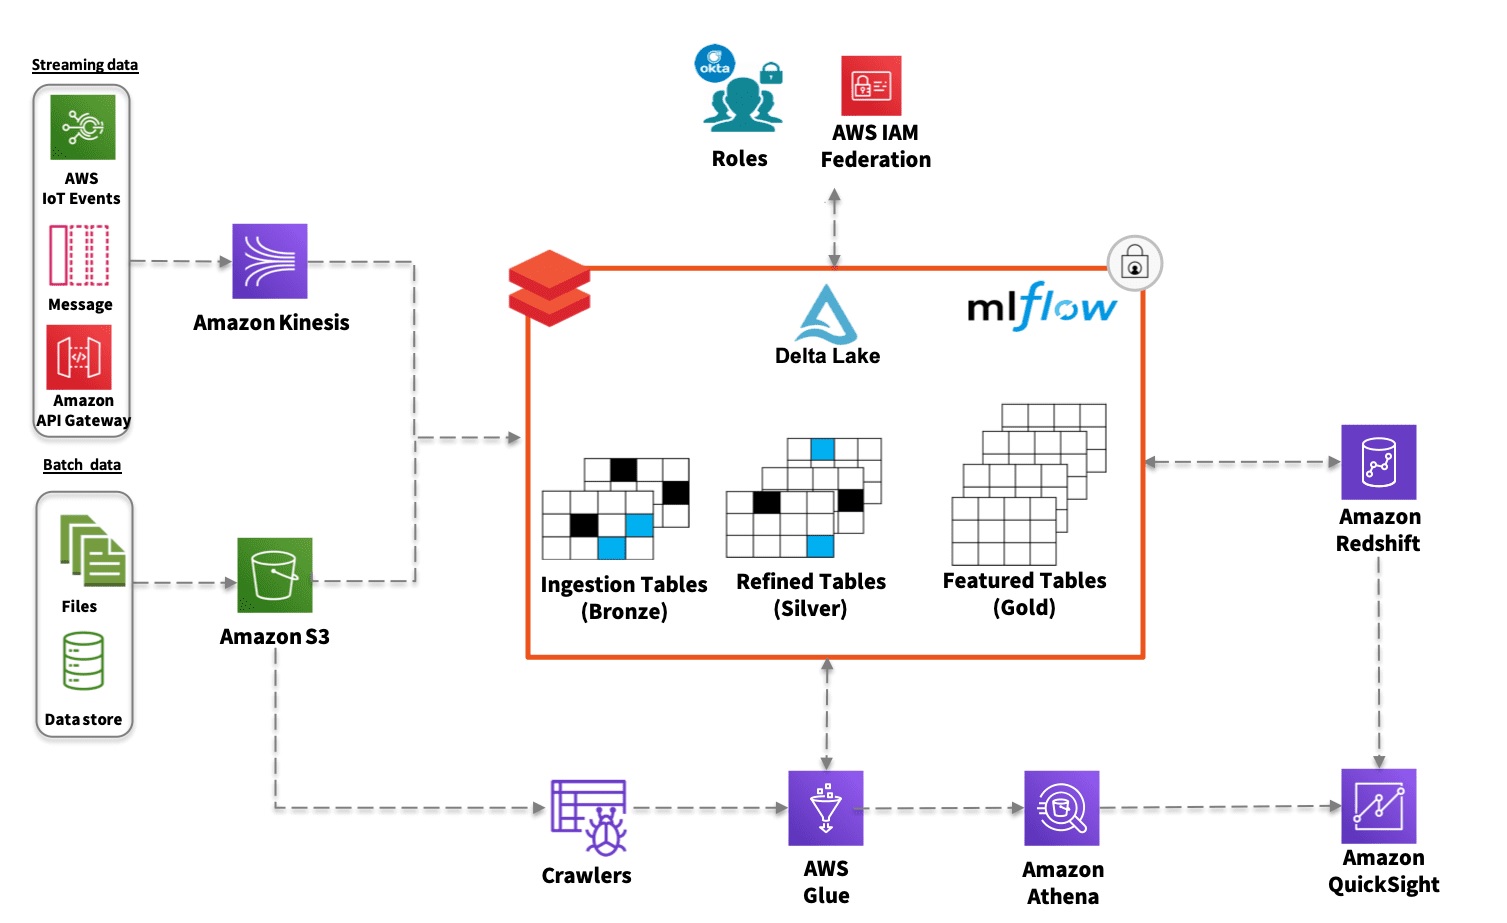 Streaming data
AWS
IoT Events
Message
Amazon
API Gateway
Batch data
Files
Data store
Amazon Kinesis
Amazon S3
okta
Roles
AWS IAM
Federation
Delta Lake
mlflow
Ingestion Tables
(Bronze)
Refined Tables
(Silver)
Featured Tables
(Gold)
Amazon
Redshift
Crawlers
AWS
Glue
Amazon
Athena
Amazon
QuickSight